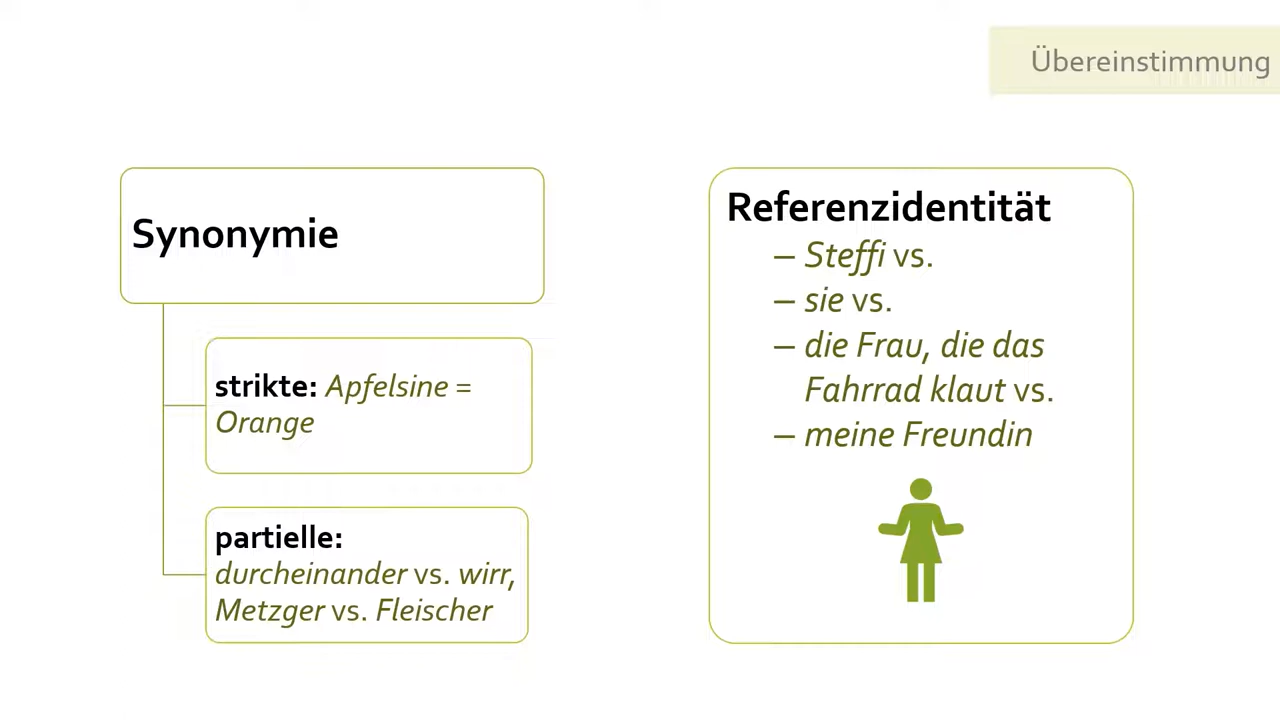 Übereinstimmung
Synonymie
strikte: Apfelsine =
Orange
partielle:
durcheinander vs. wirr,
Metzger vs. Fleischer
Referenzidentität
– Steffi vs.
– sie vs.
– die Frau, die das
Fahrrad klaut vs.
– meine Freundin